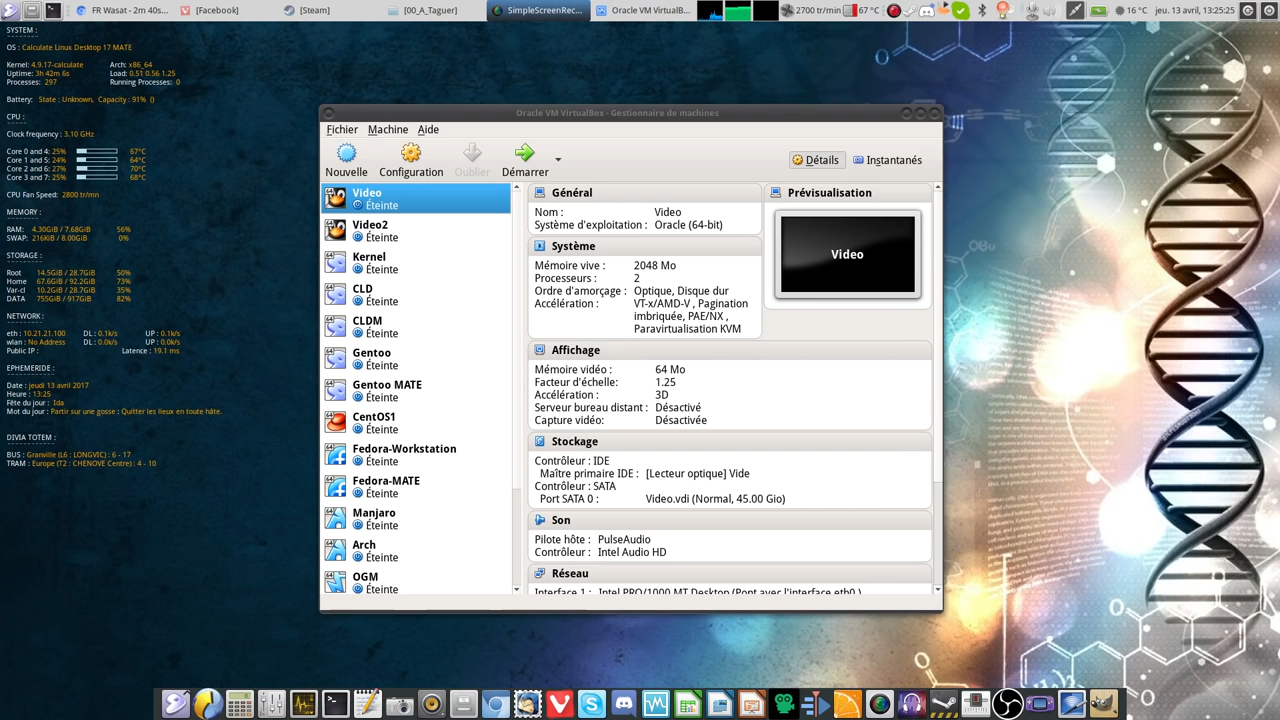 FR Wasat - 2m 40s...
[Facebook]
[Steam]
[00_A_Taguer]
SimpleScreenRec...
Oracle VM VirtualB...
2700 tr/min
67 °C
16 °C
jeu. 13 avril, 13:25:25
SYSTEM :
OS : Calculate Linux Desktop 17 MATE
Kernel: 4.9.17-calculate Arch: x86_64
Uptime: 3h 42m 6s Load: 0.51 0.56 1.25
Processes: 297 Running Processes: 0
Battery: State : Unknown, Capacity : 91% ()
CPU :
Clock frequency : 3.10 GHz
Core 0 and 4: 25% 67°C
Core 1 and 5: 24% 64°C
Core 2 and 6: 27% 70°C
Core 3 and 7: 25% 68°C
CPU Fan Speed: 2800 tr/mn
MEMORY :
RAM: 4.30GiB / 7.68GiB 56%
SWAP: 216KiB / 8.00GiB 0%
STORAGE :
Root 14.5GiB / 28.7GiB 50%
Home 67.6GiB / 92.2GiB 73%
Var-cl 10.2GiB / 28.7GiB 35%
DATA 755GiB / 917GiB 82%
NETWORK :
eth : 10.21.21.100 DL : 0.1k/s UP : 0.1k/s
wlan : No Address DL : 0.0k/s UP : 0.0k/s
Public IP : Latence : 19.1 ms
EPHEMERIDE :
Date : jeudi 13 avril 2017
Heure : 13:25
Fête du jour : Ida
Mot du jour : Partir sur une gosse : Quitter les lieux en toute hâte.
DIVIA TOTEM :
BUS : Granville (L6 : LONGVIC) : 6 - 17
TRAM : Europe (T2 : CHENOVE Centre) : 4 - 10
Oracle VM VirtualBox - Gestionnaire de machines
Fichier Machine Aide
Nouvelle Configuration Oublier Démarrer
Détails Instantanés
Video
Éteinte
Video2
Éteinte
Kernel
Éteinte
CLD
Éteinte
CLDM
Éteinte
Gentoo
Éteinte
Gentoo MATE
Éteinte
CentOS1
Éteinte
Fedora-Workstation
Éteinte
Fedora-MATE
Éteinte
Manjaro
Éteinte
Arch
Éteinte
OGM
Éteinte
Général
Nom : Video
Système d'exploitation : Oracle (64-bit)
Système
Mémoire vive : 2048 Mo
Processeurs : 2
Ordre d'amorçage : Optique, Disque dur
Accélération : VT-x/AMD-V , Pagination
imbriquée, PAE/NX ,
Paravirtualisation KVM
Prévisualisation
Video
Affichage
Mémoire vidéo : 64 Mo
Facteur d'échelle: 1.25
Accélération : 3D
Serveur bureau distant : Désactivé
Capture vidéo: Désactivée
Stockage
Contrôleur : IDE
Maître primaire IDE : [Lecteur optique] Vide
Contrôleur : SATA
Port SATA 0 : Video.vdi (Normal, 45.00 Gio)
Son
Pilote hôte : PulseAudio
Contrôleur : Intel Audio HD
Réseau
Interface 1 : Intel PRO/1000 MT Desktop (Pont avec l'interface eth0 )